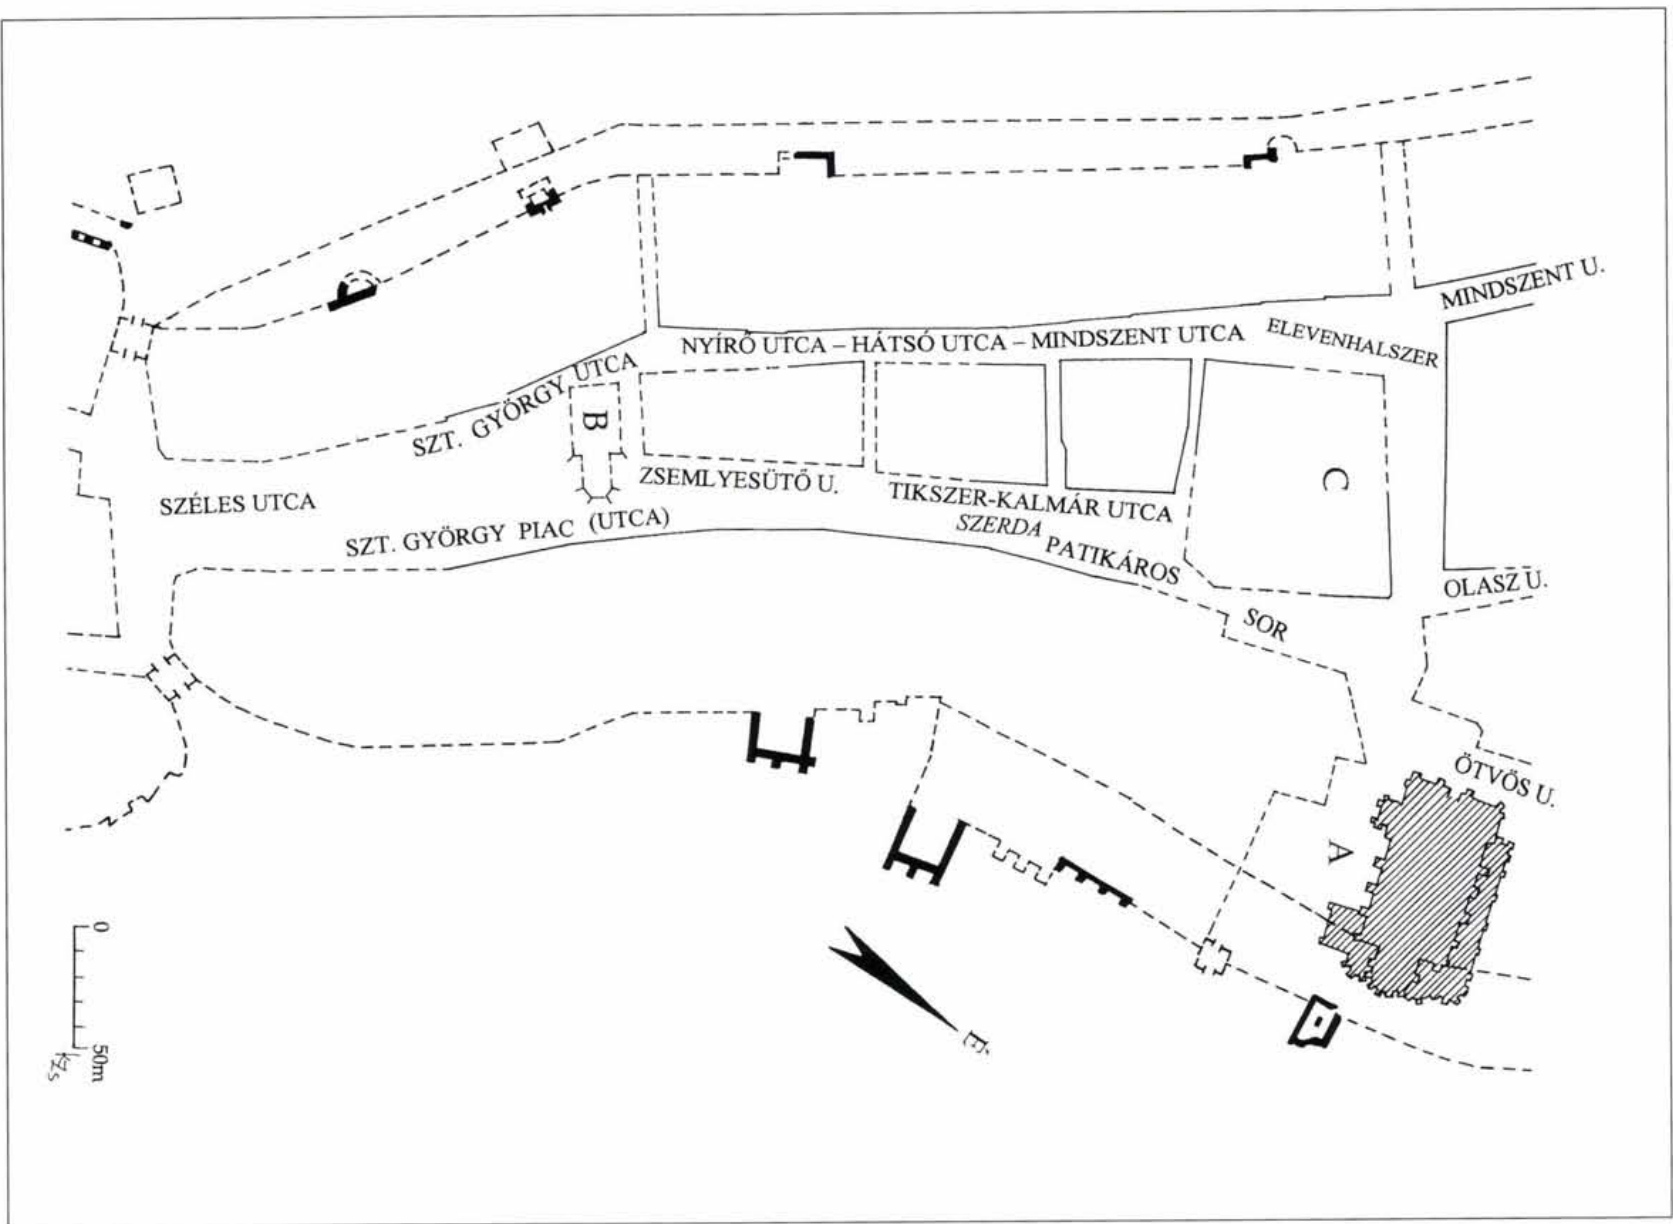 MINDSZENT U.
NYÍRŐ UTCA – HÁTSÓ UTCA – MINDSZENT UTCA
ELEVENHALSZER
SZT. GYÖRGY UTCA
B
ZSEMLYESÜTŐ U.
TIKSZER-KALMÁR UTCA
C
SZÉLES UTCA
SZT. GYÖRGY PIAC (UTCA)
SZERDA
PATIKÁROS
SOR
OLASZ U.
ÖTVÖS U.
A
0
50m
É
KZs